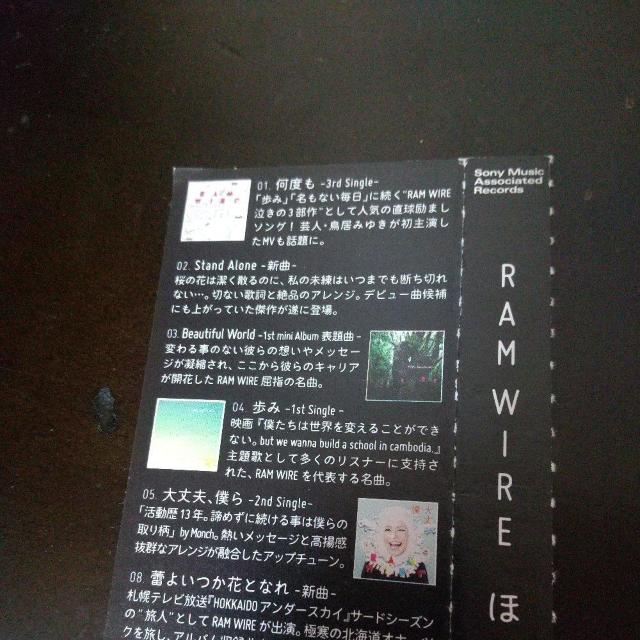 01. 何度も -3rd Single-
「歩み」「名もない毎日」に続く"RAM WIRE
泣きの3部作"として人気の直球励まし
ソング！芸人・鳥居みゆきが初主演し
たMVも話題に。
02. Stand Alone -新曲-
桜の花は潔く散るのに、私の未練はいつまでも断ち切れ
ない…。切ない歌詞と絶品のアレンジ。デビュー曲候補
にも上がっていた傑作が遂に登場。
03. Beautiful World -1st mini Album 表題曲-
変わる事のない彼らの想いやメッセー
ジが凝縮され、ここから彼らのキャリア
が開花した RAM WIRE 屈指の名曲。
04. 歩み -1st Single-
映画『僕たちは世界を変えることができ
ない。but we wanna build a school in cambodia.』
主題歌として多くのリスナーに支持さ
れた、RAM WIRE を代表する名曲。
05. 大丈夫、僕ら -2nd Single-
「活動歴13年。諦めずに続ける事は僕らの
取り柄」by Monch。熱いメッセージと高揚感
抜群なアレンジが融合したアップチューン。
08. 蕾よいつか花となれ -新曲-
札幌テレビ放送『HOKKAIDO アンダースカイ』サードシーズン
の"旅人"として RAM WIRE が出演。極寒の北海道
クを旅し、アルバム
Sony Music
Associated
Records
RAM WIRE ほ